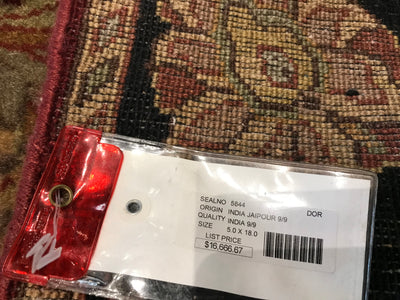 SEALNO 5644
ORIGIN INDIA JAIPOUR 9/9 DOR
QUALITY INDIA 9/9
SIZE 5.0 X 18.0
LIST PRICE
$16,666.67